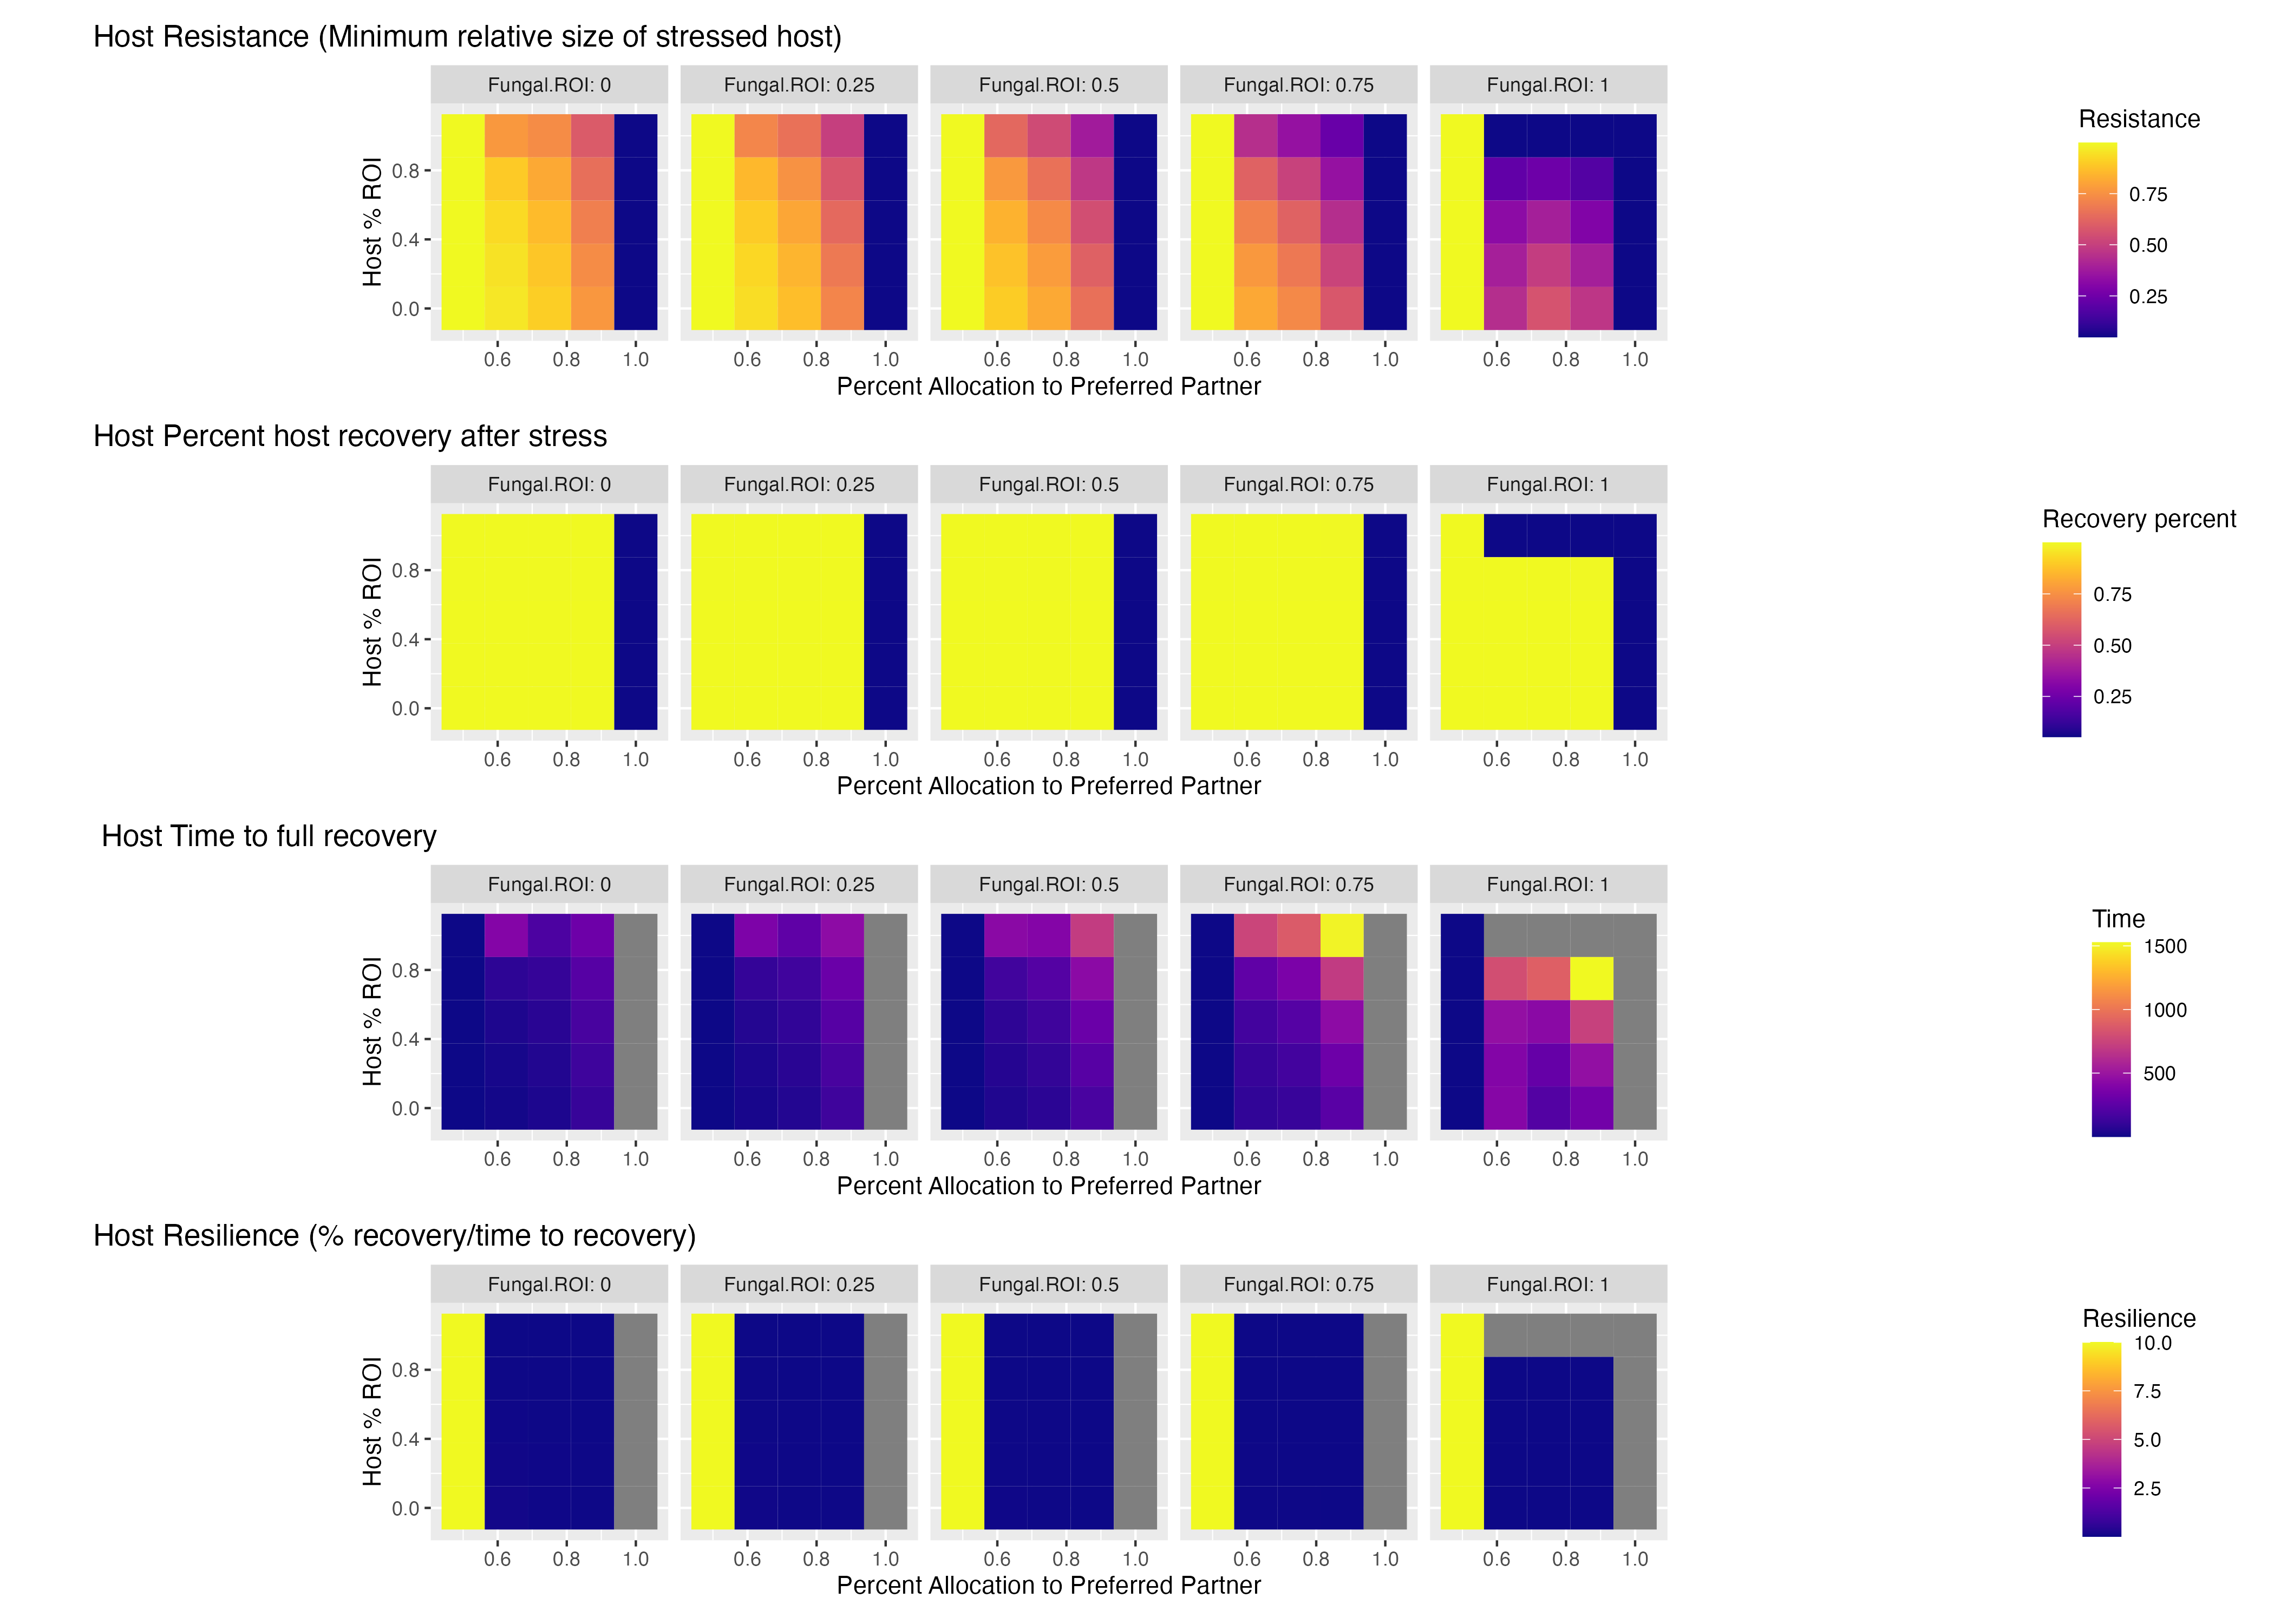 Host Resistance (Minimum relative size of stressed host)
Fungal.ROI: 0 Fungal.ROI: 0.25 Fungal.ROI: 0.5 Fungal.ROI: 0.75 Fungal.ROI: 1
Host % ROI
0.8
0.4
0.0
0.6 0.8 1.0 0.6 0.8 1.0 0.6 0.8 1.0 0.6 0.8 1.0 0.6 0.8 1.0
Percent Allocation to Preferred Partner
Resistance
0.75
0.50
0.25
Host Percent host recovery after stress
Fungal.ROI: 0 Fungal.ROI: 0.25 Fungal.ROI: 0.5 Fungal.ROI: 0.75 Fungal.ROI: 1
Host % ROI
0.8
0.4
0.0
0.6 0.8 1.0 0.6 0.8 1.0 0.6 0.8 1.0 0.6 0.8 1.0 0.6 0.8 1.0
Percent Allocation to Preferred Partner
Recovery percent
0.75
0.50
0.25
Host Time to full recovery
Fungal.ROI: 0 Fungal.ROI: 0.25 Fungal.ROI: 0.5 Fungal.ROI: 0.75 Fungal.ROI: 1
Host % ROI
0.8
0.4
0.0
0.6 0.8 1.0 0.6 0.8 1.0 0.6 0.8 1.0 0.6 0.8 1.0 0.6 0.8 1.0
Percent Allocation to Preferred Partner
Time
1500
1000
500
Host Resilience (% recovery/time to recovery)
Fungal.ROI: 0 Fungal.ROI: 0.25 Fungal.ROI: 0.5 Fungal.ROI: 0.75 Fungal.ROI: 1
Host % ROI
0.8
0.4
0.0
0.6 0.8 1.0 0.6 0.8 1.0 0.6 0.8 1.0 0.6 0.8 1.0 0.6 0.8 1.0
Percent Allocation to Preferred Partner
Resilience
10.0
7.5
5.0
2.5